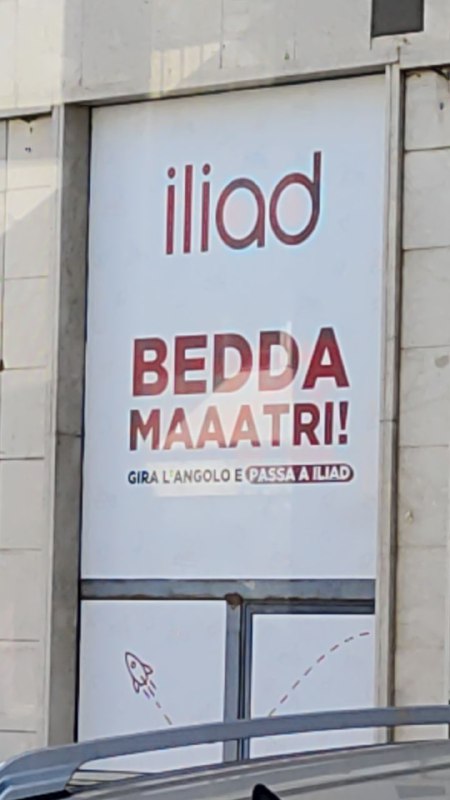 iliad
BEDDA
MAAATRI!
GIRA L'ANGOLO E PASSA A ILIAD